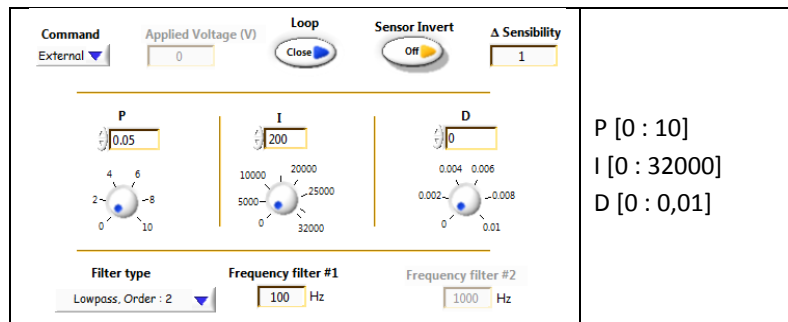 Command
Applied Voltage (V)
Loop
Sensor Invert
Δ Sensibility
External
0
Close
Off
1
P
I
D
0.05
200
0
4 6
2 8
0 10
10000 20000
5000 25000
0 32000
0.004 0.006
0.002 0.008
0 0.01
Filter type
Frequency filter #1
Frequency filter #2
Lowpass, Order : 2
100 Hz
1000 Hz
P [0 : 10]
I [0 : 32000]
D [0 : 0,01]